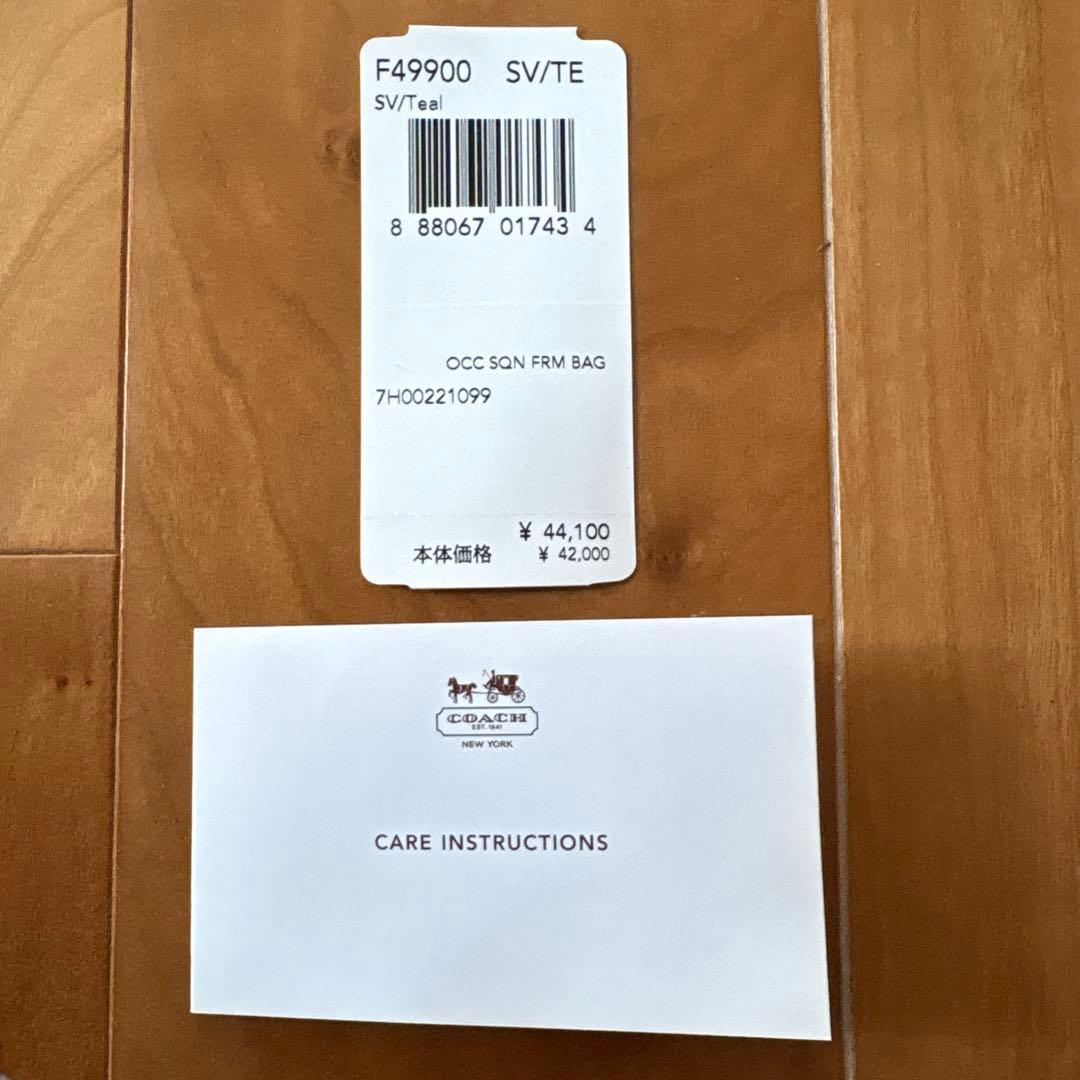 F49900 SV/TE
SV/Teal
8 88067 01743 4
OCC SQN FRM BAG
7H00221099
¥ 44,100
本体価格 ¥ 42,000
COACH
EST. 1941
NEW YORK
CARE INSTRUCTIONS